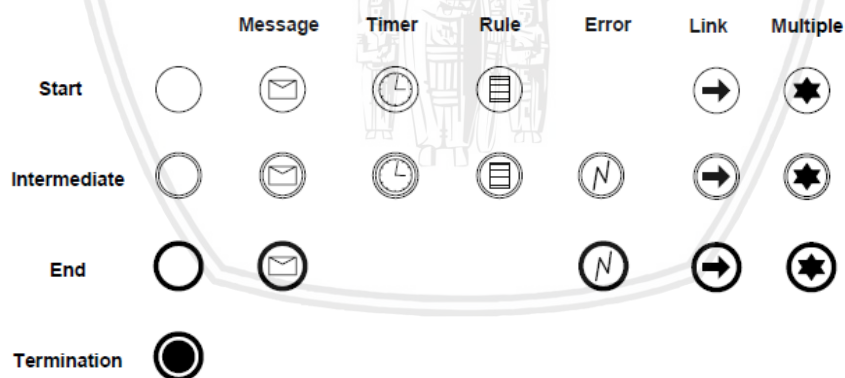 Message Timer Rule Error Link Multiple
Start
Intermediate
End
Termination